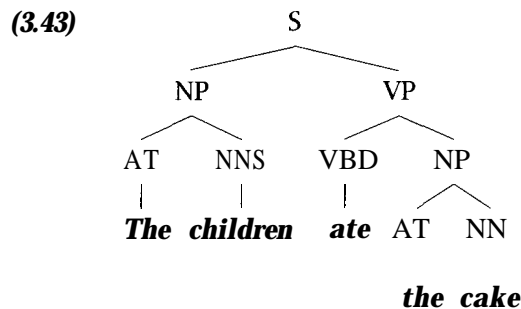 (3.43) S
NP VP
AT NNS VBD NP
The children ate AT NN
the cake